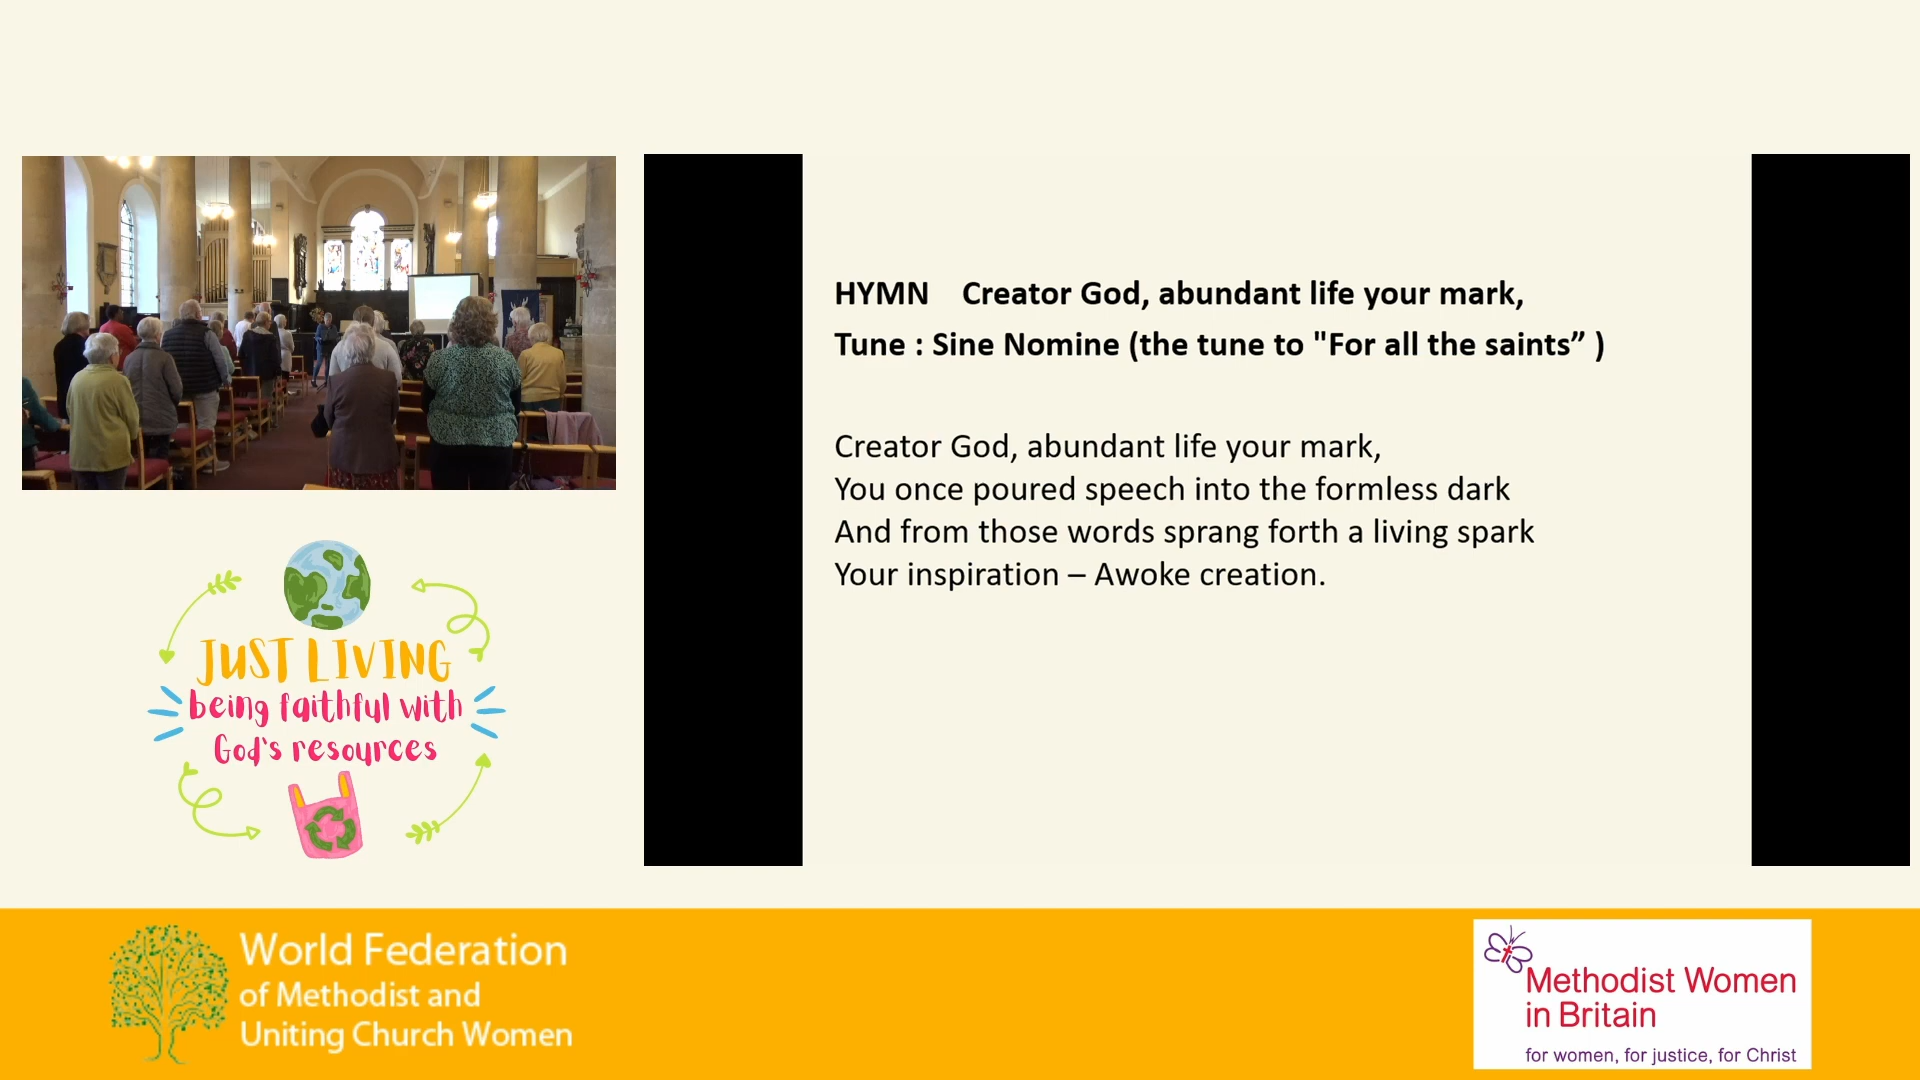 HYMN    Creator God, abundant life your mark,
Tune : Sine Nomine (the tune to "For all the saints” )
Creator God, abundant life your mark,
You once poured speech into the formless dark
And from those words sprang forth a living spark
Your inspiration – Awoke creation.
JUST LIVING
being faithful with
God's resources
World Federation
of Methodist and
Uniting Church Women
Methodist Women
in Britain
for women, for justice, for Christ